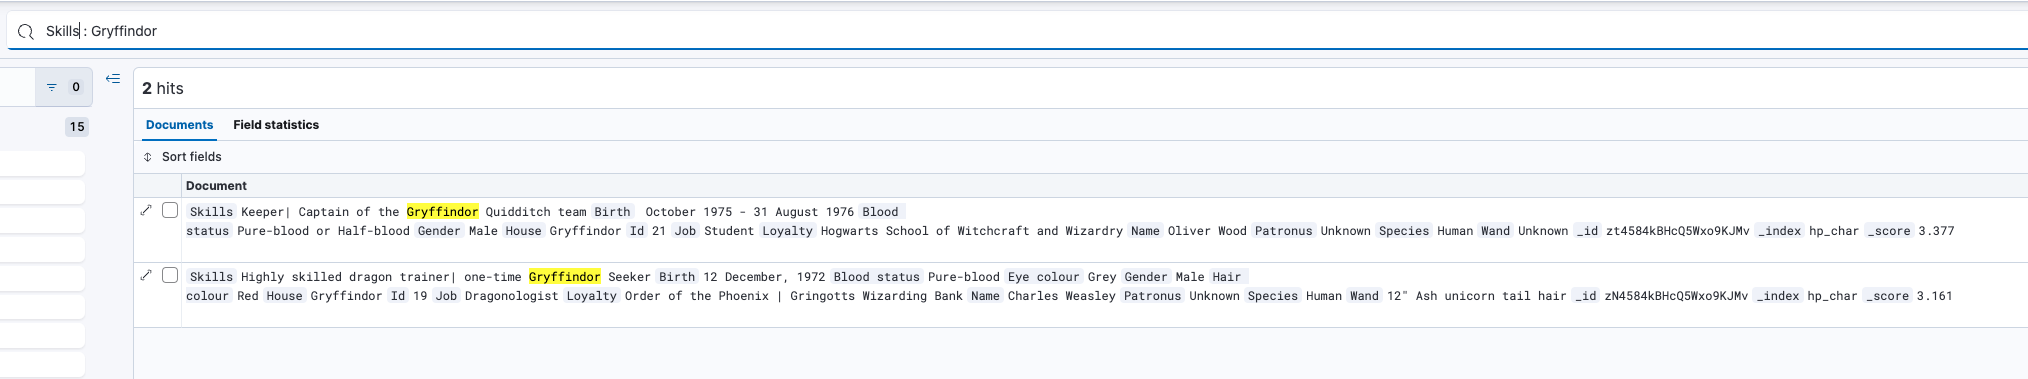 Skills : Gryffindor
0
2 hits
15
Documents Field statistics
Sort fields
Document
Skills Keeper| Captain of the Gryffindor Quidditch team Birth October 1975 - 31 August 1976 Blood
status Pure-blood or Half-blood Gender Male House Gryffindor Id 21 Job Student Loyalty Hogwarts School of Witchcraft and Wizardry Name Oliver Wood Patronus Unknown Species Human Wand Unknown _id zt4584kBHcQ5Wxo9KJMv _index hp_char _score 3.377
Skills Highly skilled dragon trainer| one-time Gryffindor Seeker Birth 12 December, 1972 Blood status Pure-blood Eye colour Grey Gender Male Hair
colour Red House Gryffindor Id 19 Job Dragonologist Loyalty Order of the Phoenix | Gringotts Wizarding Bank Name Charles Weasley Patronus Unknown Species Human Wand 12" Ash unicorn tail hair _id zN4584kBHcQ5Wxo9KJMv _index hp_char _score 3.161